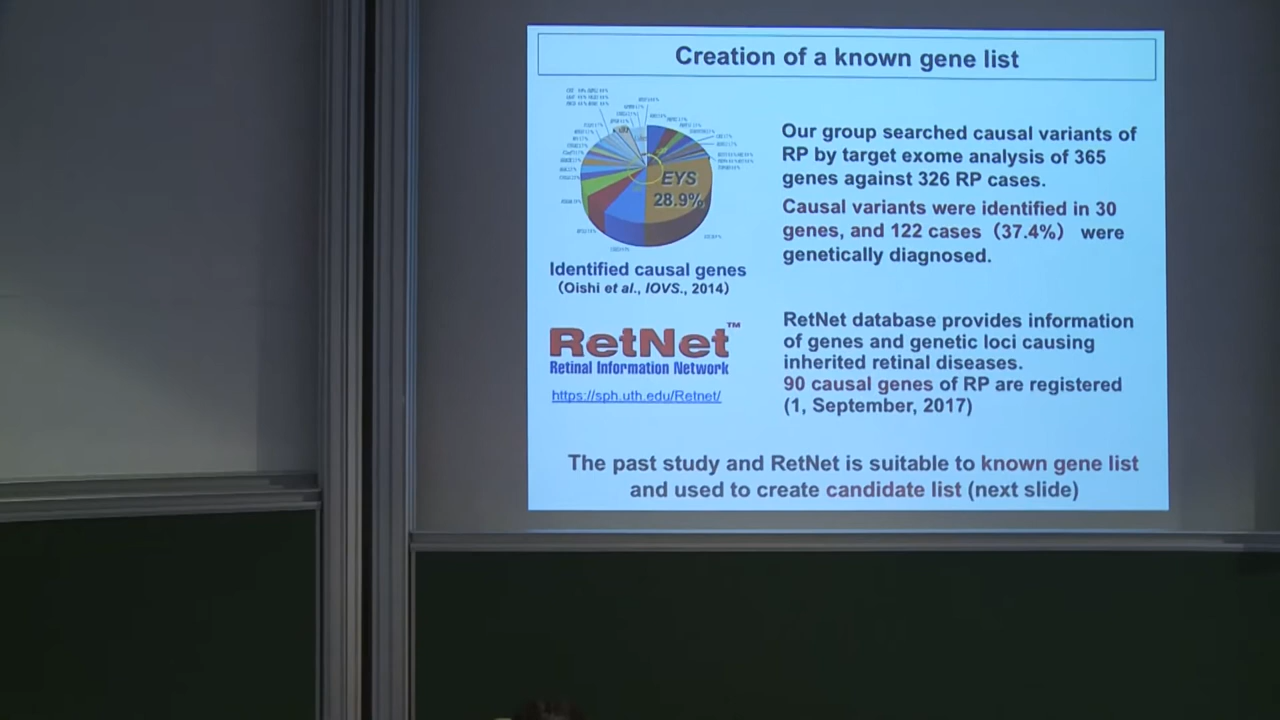 Creation of a known gene list
EYS
28.9%
Identified causal genes
(Oishi et al., IOVS., 2014)
Our group searched causal variants of
RP by target exome analysis of 365
genes against 326 RP cases.
Causal variants were identified in 30
genes, and 122 cases (37.4%) were
genetically diagnosed.
RetNet™
Retinal Information Network
https://sph.uth.edu/Retnet/
RetNet database provides information
of genes and genetic loci causing
inherited retinal diseases.
90 causal genes of RP are registered
(1, September, 2017)
The past study and RetNet is suitable to known gene list
and used to create candidate list (next slide)